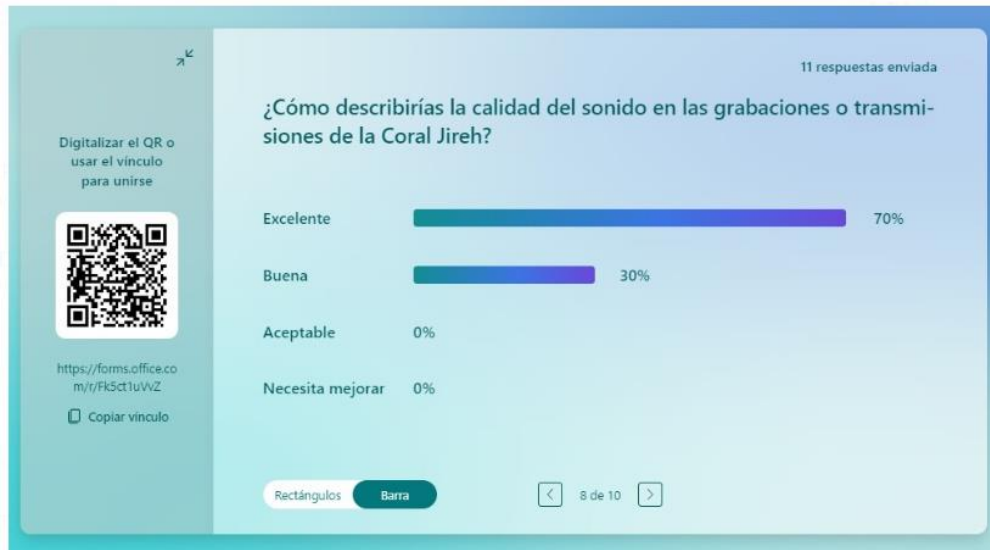 11 respuestas enviada
¿Cómo describirías la calidad del sonido en las grabaciones o transmi-
siones de la Coral Jireh?
Digitalizar el QR o
usar el vínculo
para unirse
https://forms.office.co
m/r/Fk5ct1uVvZ
Copiar vínculo
Excelente 70%
Buena 30%
Aceptable 0%
Necesita mejorar 0%
Rectángulos Barra
8 de 10